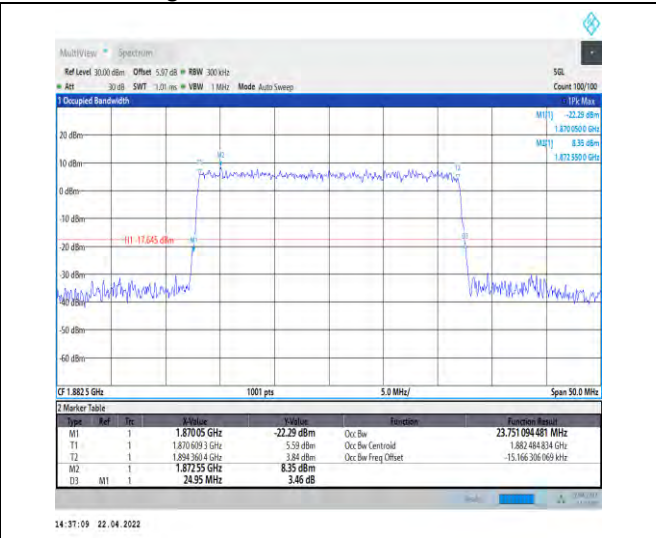 MultiView Spectrum
Ref Level 30.00 dBm Offset 5.97 dB RBW 300 kHz SGL
Att 30 dB SWT 1.01 ms VBW 1 MHz Mode Auto Sweep Count 100/100
1 Occupied Bandwidth 1Pk Max
M1[1] -22.29 dBm
1.870 050 0 GHz
M2[1] 8.35 dBm
1.872 550 0 GHz
20 dBm
10 dBm
0 dBm
-10 dBm
H1 -17.645 dBm
-20 dBm
-30 dBm
-40 dBm
-50 dBm
-60 dBm
M2
T1
T2
M1
D3
CF 1.882 5 GHz 1001 pts 5.0 MHz/ Span 50.0 MHz
2 Marker Table
Type Ref Trc X-Value Y-Value Function Function Result
M1 1 1.870 05 GHz -22.29 dBm Occ Bw 23.751 094 481 MHz
T1 1 1.870 609 3 GHz 5.59 dBm Occ Bw Centroid 1.882 484 834 GHz
T2 1 1.894 360 4 GHz 3.84 dBm Occ Bw Freq Offset -15.166 306 069 kHz
M2 1 1.872 55 GHz 8.35 dBm
D3 M1 1 24.95 MHz 3.46 dB
14:37:09 22.04.2022